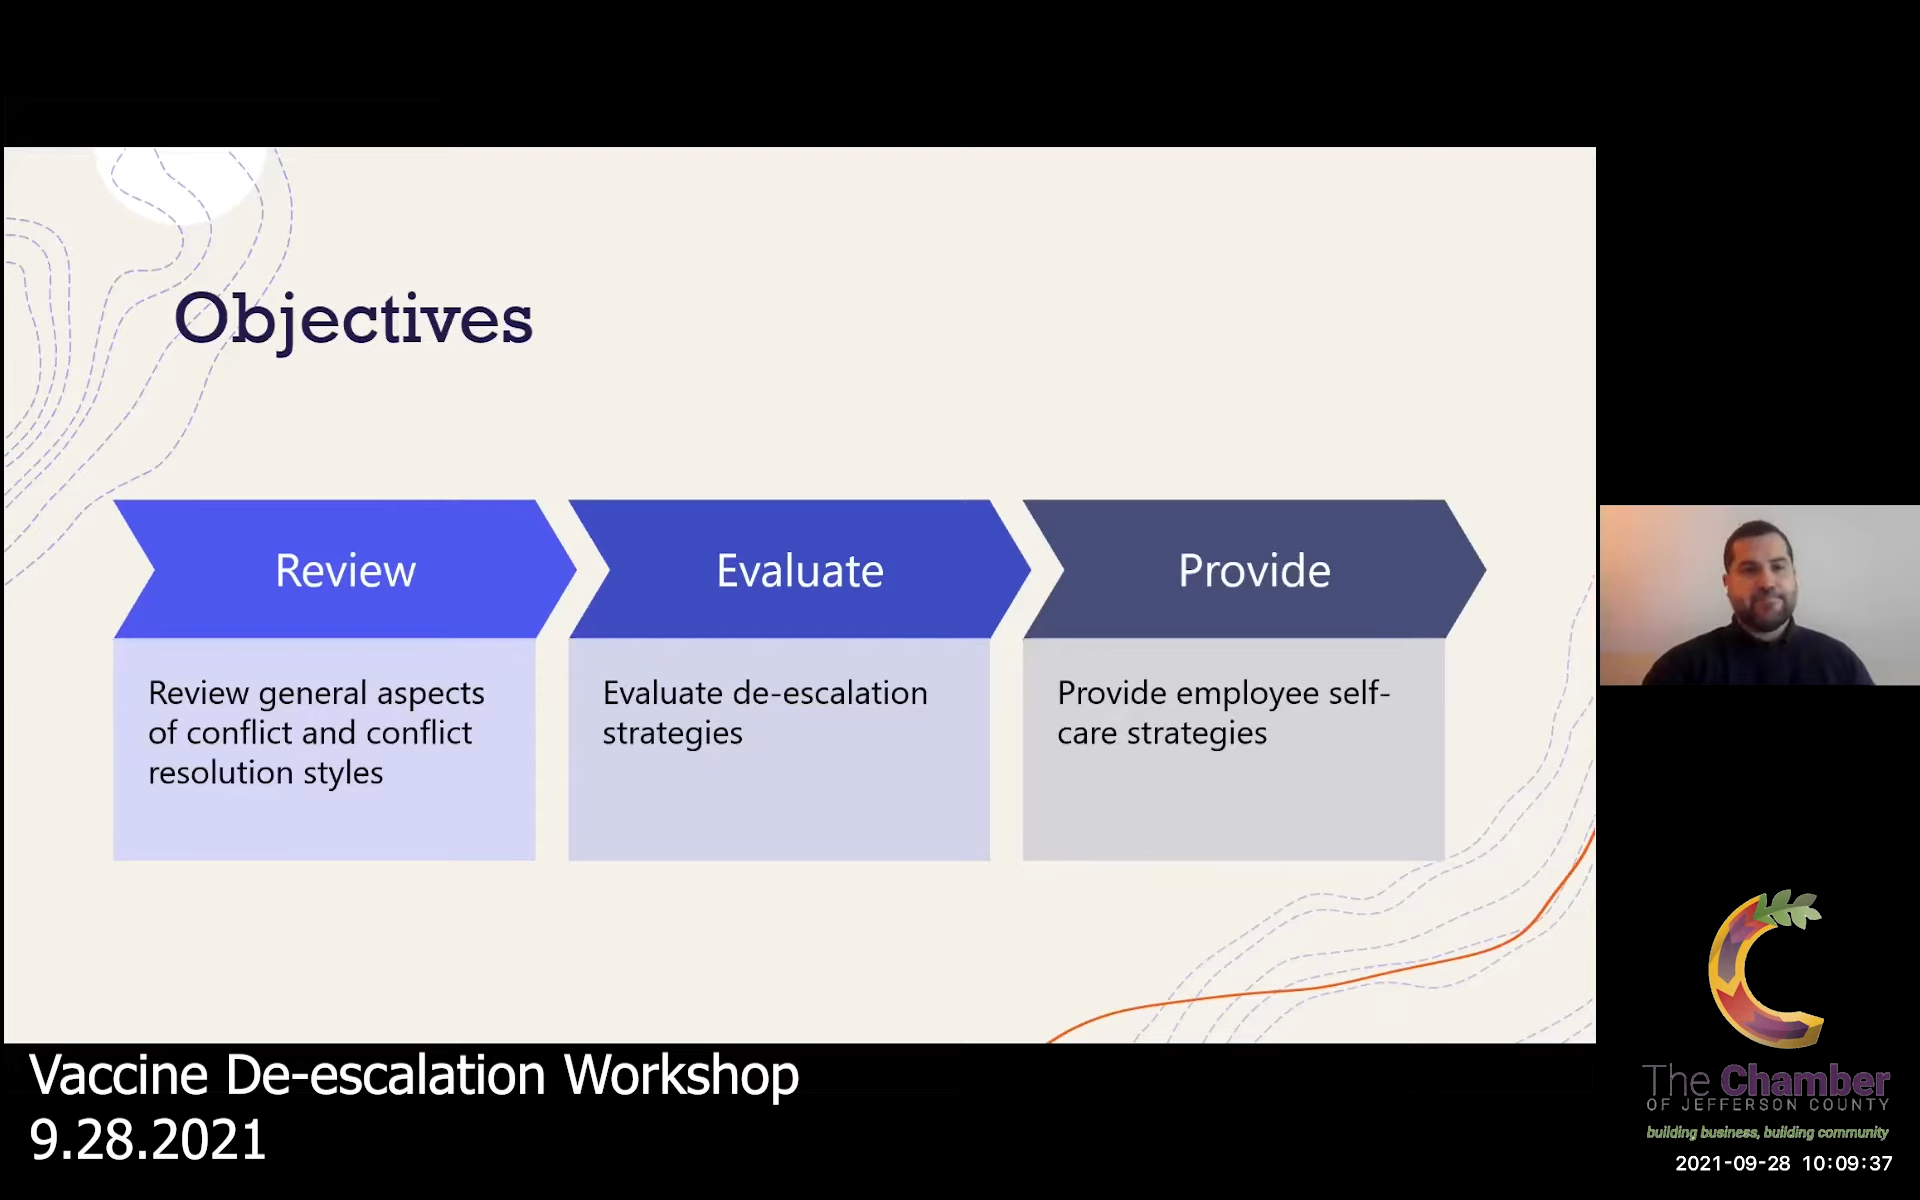 Objectives
Review
Review general aspects
of conflict and conflict
resolution styles
Evaluate
Evaluate de-escalation
strategies
Provide
Provide employee self-
care strategies
Vaccine De-escalation Workshop
9.28.2021
The Chamber
OF JEFFERSON COUNTY
building business, building community
2021-09-28 10:09:37